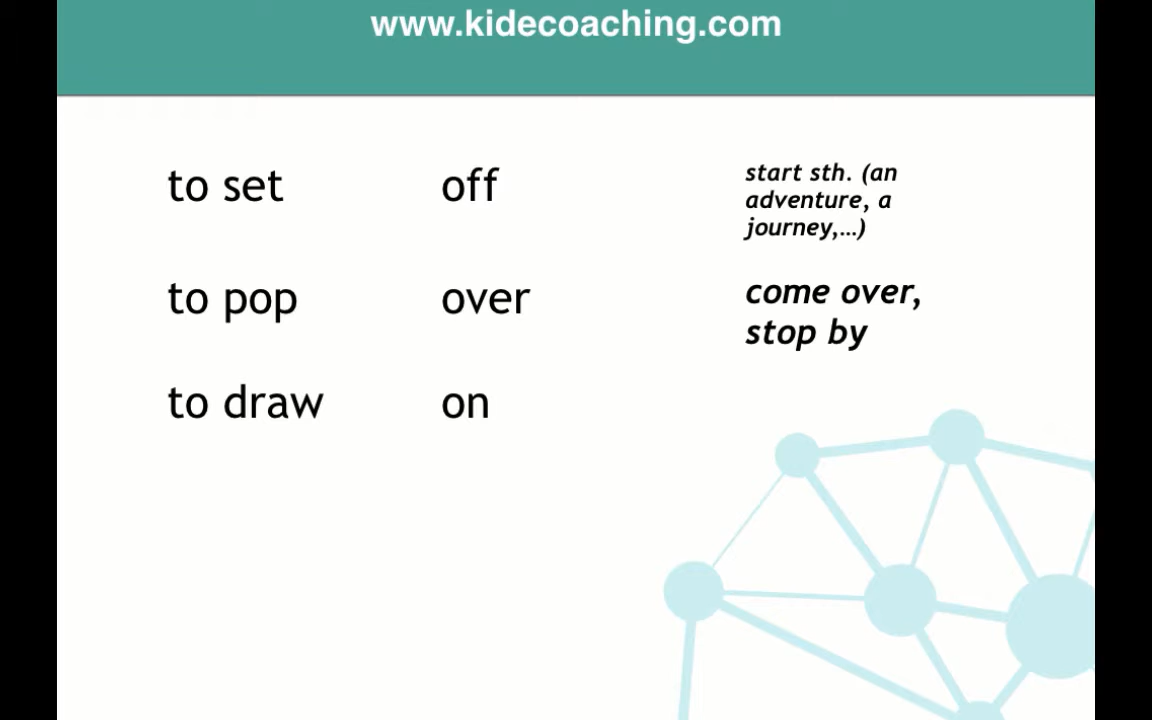 www.kidecoaching.com
to set off start sth. (an
adventure, a
journey,...)
to pop over come over,
stop by
to draw on